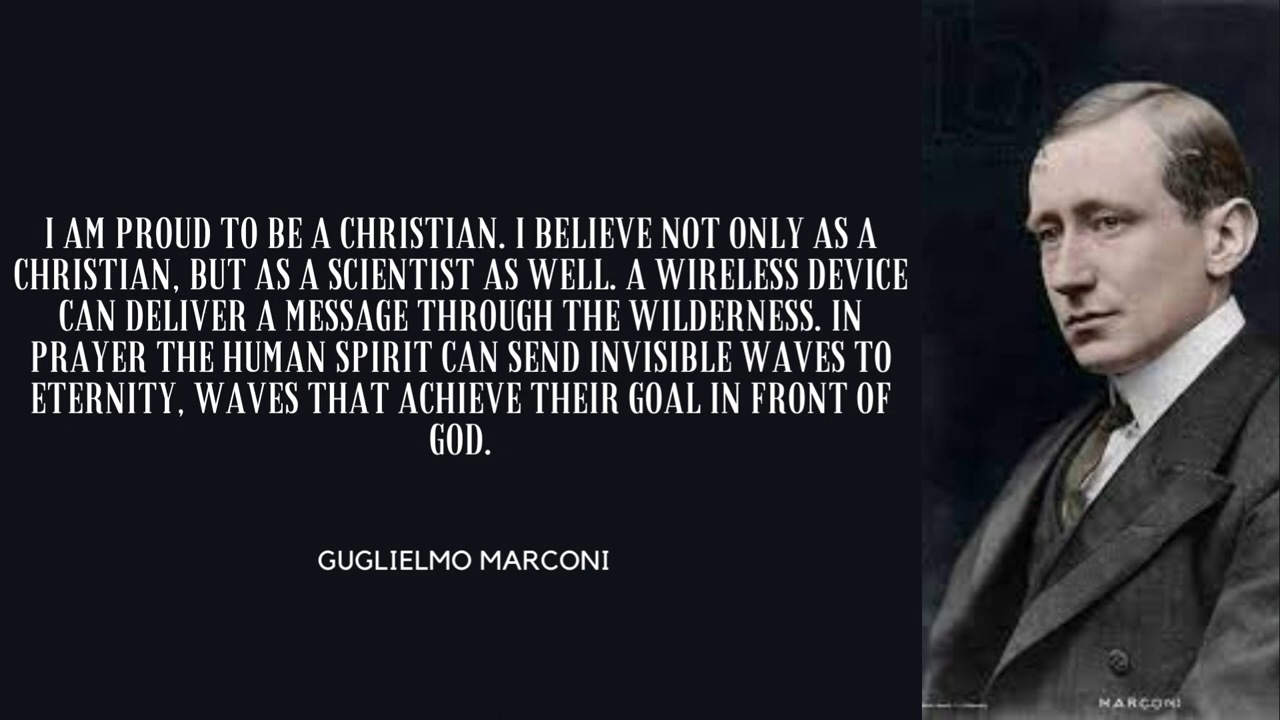 I AM PROUD TO BE A CHRISTIAN. I BELIEVE NOT ONLY AS A
CHRISTIAN, BUT AS A SCIENTIST AS WELL. A WIRELESS DEVICE
CAN DELIVER A MESSAGE THROUGH THE WILDERNESS. IN
PRAYER THE HUMAN SPIRIT CAN SEND INVISIBLE WAVES TO
ETERNITY, WAVES THAT ACHIEVE THEIR GOAL IN FRONT OF
GOD.
GUGLIELMO MARCONI
MARCONI